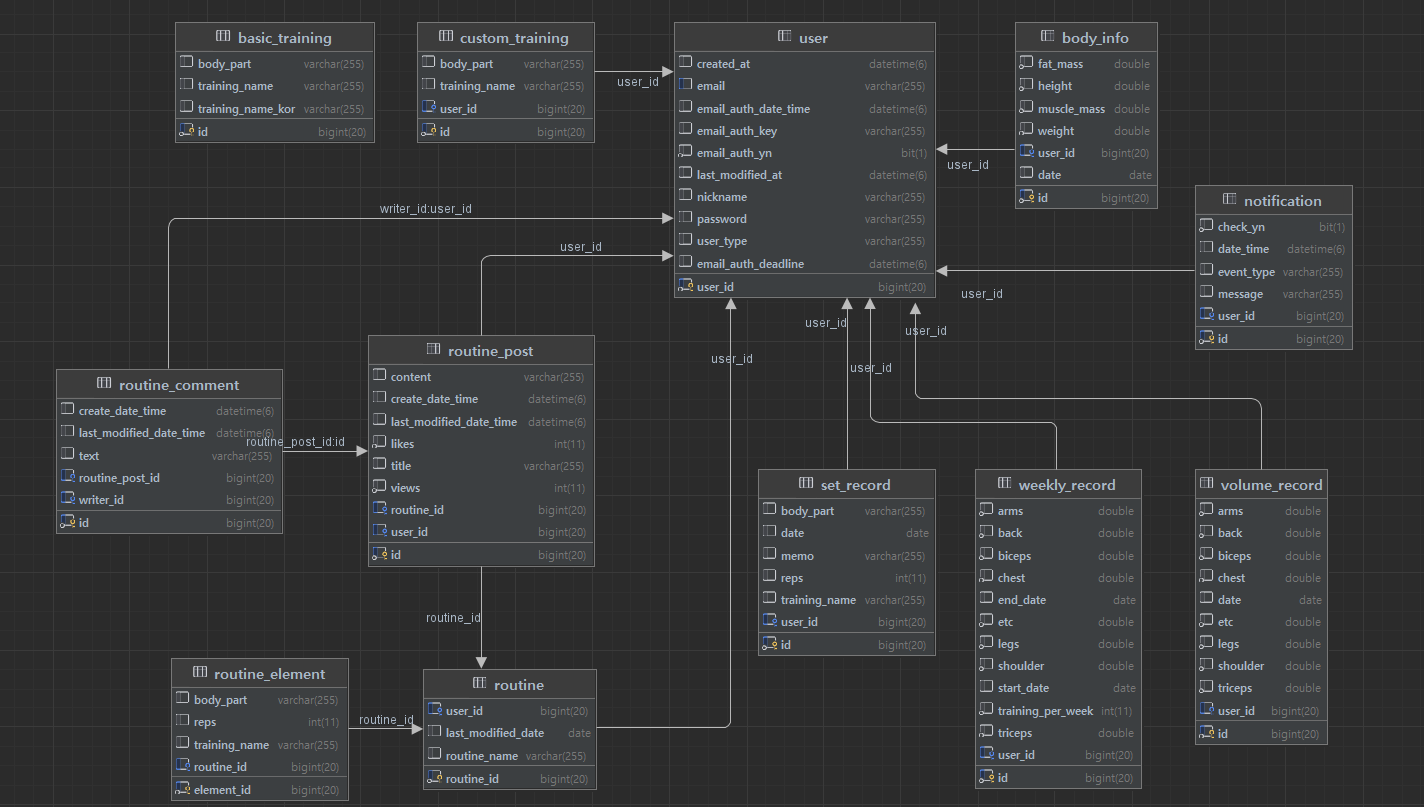 basic_training
body_part varchar(255)
training_name varchar(255)
training_name_kor varchar(255)
id bigint(20)
custom_training
body_part varchar(255)
training_name varchar(255)
user_id bigint(20)
id bigint(20)
user_id
user
created_at datetime(6)
email varchar(255)
email_auth_date_time datetime(6)
email_auth_key varchar(255)
email_auth_yn bit(1)
last_modified_at datetime(6)
nickname varchar(255)
password varchar(255)
user_type varchar(255)
email_auth_deadline datetime(6)
user_id bigint(20)
body_info
fat_mass double
height double
muscle_mass double
weight double
user_id bigint(20)
date date
id bigint(20)
user_id
notification
check_yn bit(1)
date_time datetime(6)
event_type varchar(255)
message varchar(255)
user_id bigint(20)
id bigint(20)
user_id
writer_id:user_id
user_id
routine_comment
create_date_time datetime(6)
last_modified_date_time datetime(6)
text varchar(255)
routine_post_id bigint(20)
writer_id bigint(20)
id bigint(20)
routine_post_id:id
routine_post
content varchar(255)
create_date_time datetime(6)
last_modified_date_time datetime(6)
likes int(11)
title varchar(255)
views int(11)
routine_id bigint(20)
user_id bigint(20)
id bigint(20)
routine_id
user_id
user_id
user_id
user_id
set_record
body_part varchar(255)
date date
memo varchar(255)
reps int(11)
training_name varchar(255)
user_id bigint(20)
id bigint(20)
weekly_record
arms double
back double
biceps double
chest double
end_date date
etc double
legs double
shoulder double
start_date date
training_per_week int(11)
triceps double
user_id bigint(20)
id bigint(20)
volume_record
arms double
back double
biceps double
chest double
date date
etc double
legs double
shoulder double
triceps double
user_id bigint(20)
id bigint(20)
routine_element
body_part varchar(255)
reps int(11)
training_name varchar(255)
routine_id bigint(20)
element_id bigint(20)
routine_id
routine
user_id bigint(20)
last_modified_date date
routine_name varchar(255)
routine_id bigint(20)